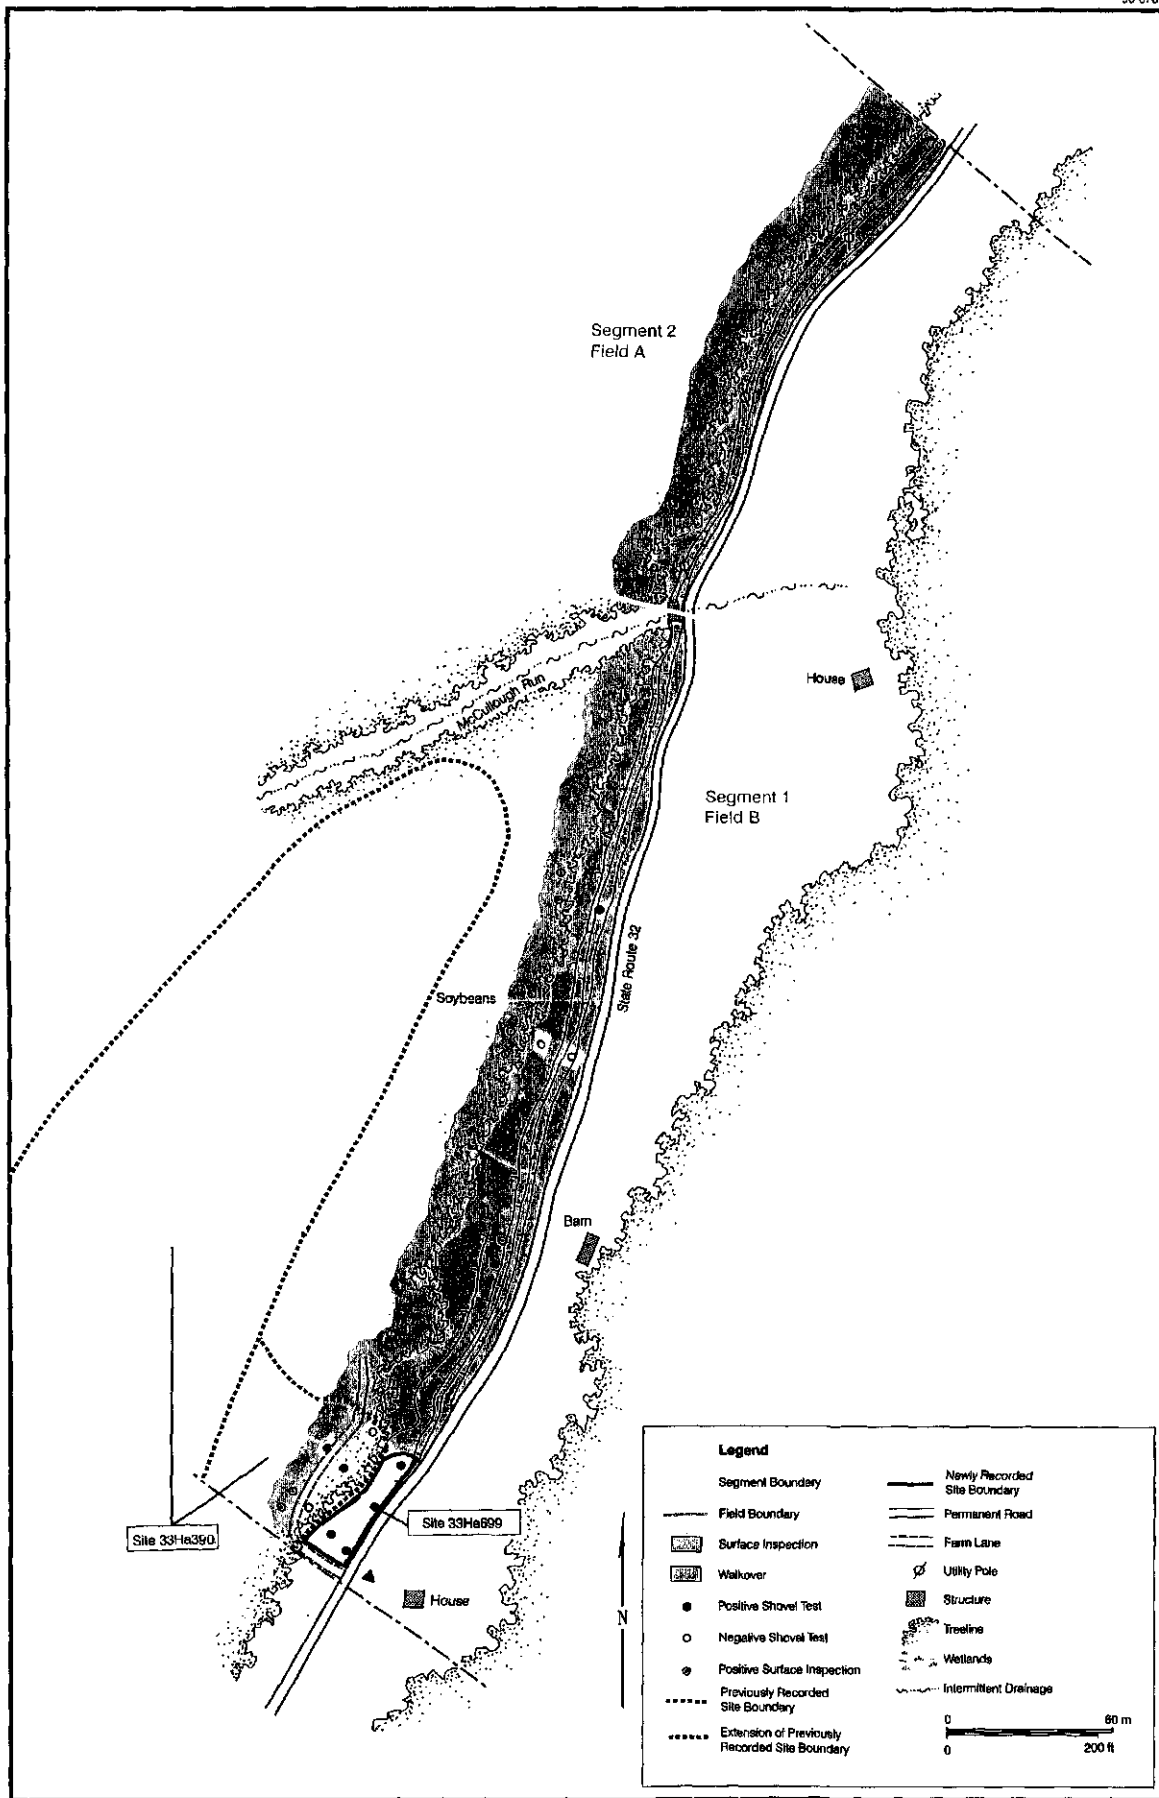 Segment 2
Field A
McCullough Run
House
Segment 1
Field B
State Route 32
Soybeans
Barn
Site 33Ha390
Site 33Ha699
House
N
Legend
Segment Boundary
Field Boundary
Surface Inspection
Walkover
Positive Shovel Test
Negative Shovel Test
Positive Surface Inspection
Previously Recorded
Site Boundary
Extension of Previously
Recorded Site Boundary
Newly Recorded
Site Boundary
Permanent Road
Farm Lane
Utility Pole
Structure
Treeline
Wetlands
Intermittent Drainage
0 60 m
0 200 ft